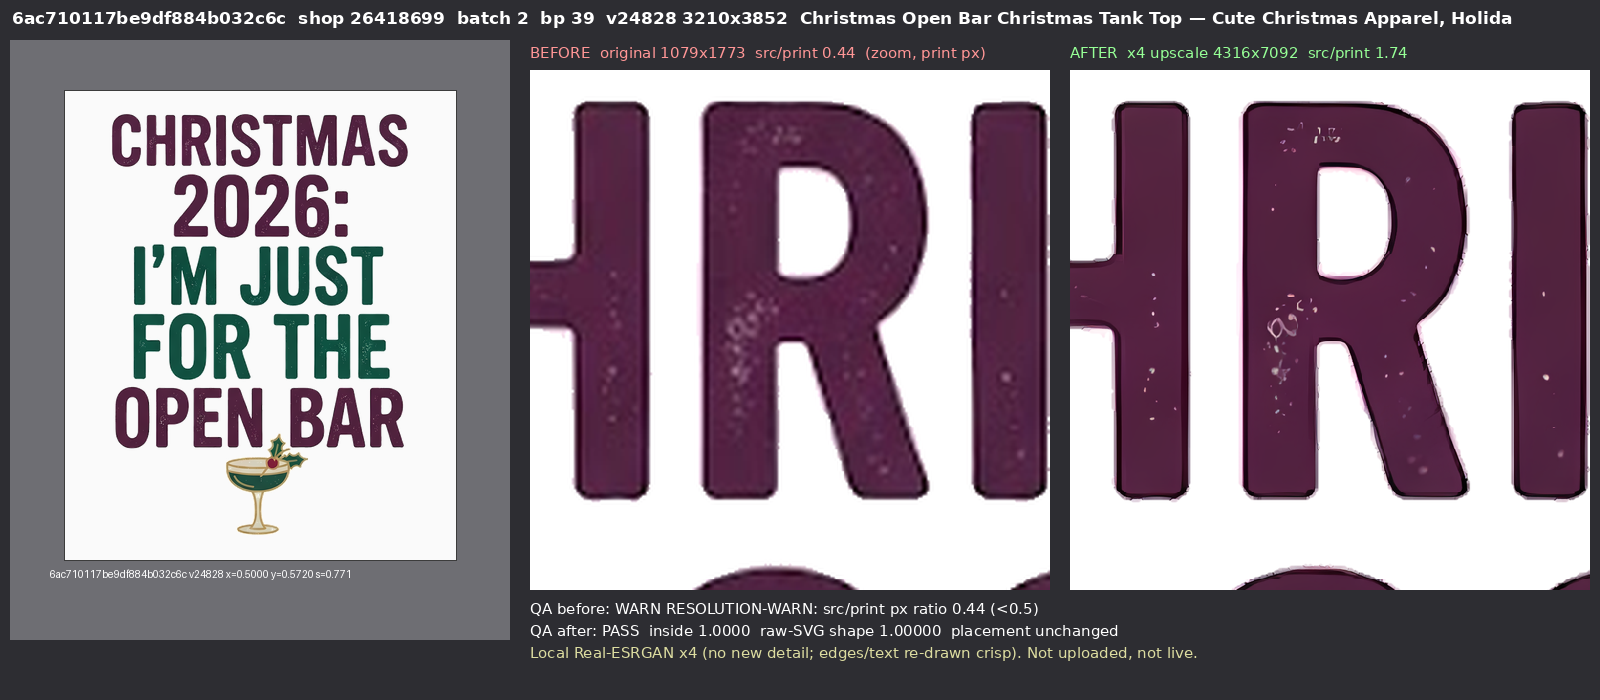 6ac710117be9df884b032c6c shop 26418699 batch 2 bp 39 v24828 3210x3852 Christmas Open Bar Christmas Tank Top — Cute Christmas Apparel, Holida
BEFORE original 1079x1773 src/print 0.44 (zoom, print px)
AFTER x4 upscale 4316x7092 src/print 1.74
CHRISTMAS
2026:
I'M JUST
FOR THE
OPEN BAR
6ac710117be9df884b032c6c v24828 x=0.5000 y=0.5720 s=0.771
HRI
HRI
QA before: WARN RESOLUTION-WARN: src/print px ratio 0.44 (<0.5)
QA after: PASS inside 1.0000 raw-SVG shape 1.00000 placement unchanged
Local Real-ESRGAN x4 (no new detail; edges/text re-drawn crisp). Not uploaded, not live.